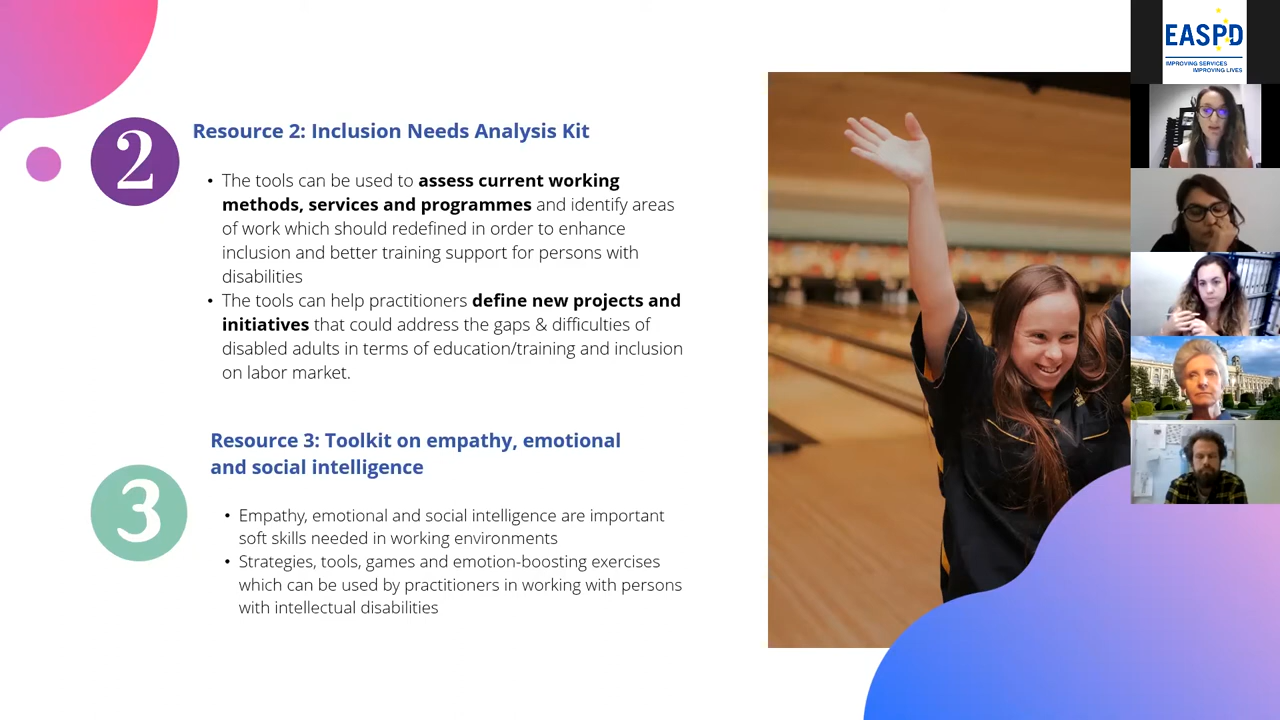 EASPD
IMPROVING SERVICES
IMPROVING LIVES
2
Resource 2: Inclusion Needs Analysis Kit
• The tools can be used to assess current working
methods, services and programmes and identify areas
of work which should redefined in order to enhance
inclusion and better training support for persons with
disabilities
• The tools can help practitioners define new projects and
initiatives that could address the gaps & difficulties of
disabled adults in terms of education/training and inclusion
on labor market.
3
Resource 3: Toolkit on empathy, emotional
and social intelligence
• Empathy, emotional and social intelligence are important
soft skills needed in working environments
• Strategies, tools, games and emotion-boosting exercises
which can be used by practitioners in working with persons
with intellectual disabilities